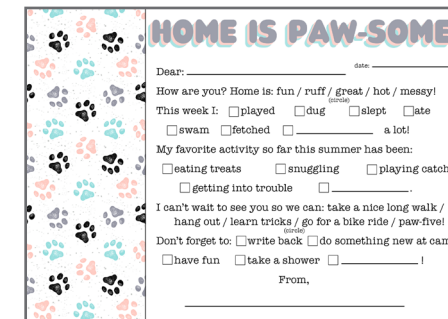 HOME IS PAW-SOME
Dear: date:
How are you? Home is: fun / ruff / great / hot / messy!
(circle)
This week I: played dug slept ate
swam fetched a lot!
My favorite activity so far this summer has been:
eating treats snuggling playing catch
getting into trouble .
I can't wait to see you so we can: take a nice long walk /
hang out / learn tricks / go for a bike ride / paw-five!
(circle)
Don't forget to: write back do something new at cam
have fun take a shower !
From,